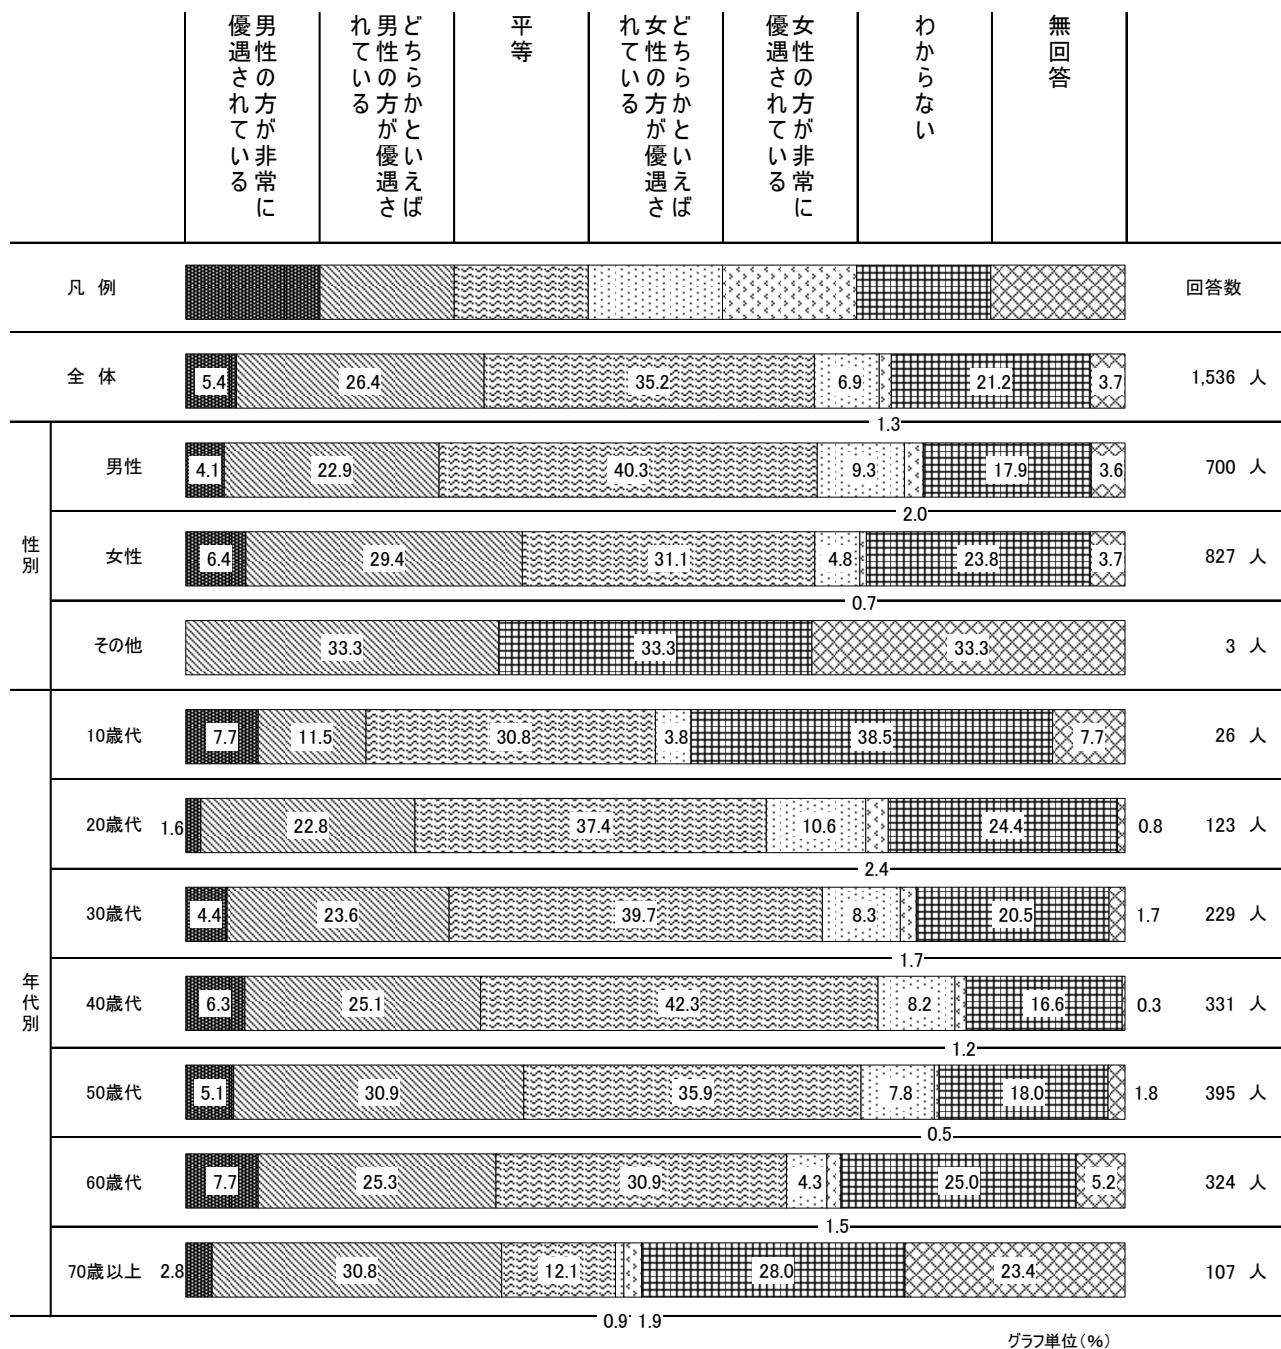 男性の方が非常に
優遇されている
どちらかといえば
男性の方が優遇さ
れている
平等
どちらかといえば
女性の方が優遇さ
れている
女性の方が非常に
優遇されている
わからない
無回答
凡 例 回答数
全 体 5.4 26.4 35.2 6.9 21.2 3.7 1,536 人
1.3
性別
男性 4.1 22.9 40.3 9.3 17.9 3.6 700 人
2.0
女性 6.4 29.4 31.1 4.8 23.8 3.7 827 人
0.7
その他 33.3 33.3 33.3 3 人
年代別
10歳代 7.7 11.5 30.8 3.8 38.5 7.7 26 人
20歳代 1.6 22.8 37.4 10.6 24.4 0.8 123 人
2.4
30歳代 4.4 23.6 39.7 8.3 20.5 1.7 229 人
1.7
40歳代 6.3 25.1 42.3 8.2 16.6 0.3 331 人
1.2
50歳代 5.1 30.9 35.9 7.8 18.0 1.8 395 人
0.5
60歳代 7.7 25.3 30.9 4.3 25.0 5.2 324 人
1.5
70歳以上 2.8 30.8 12.1 28.0 23.4 107 人
0.9 1.9
グラフ単位(%)